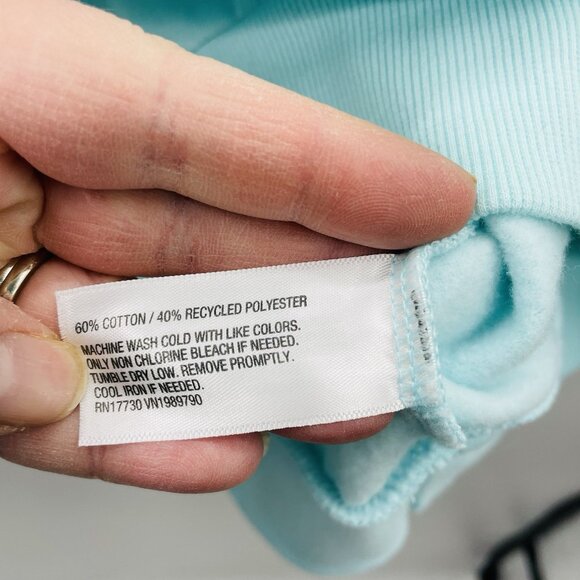 60% COTTON / 40% RECYCLED POLYESTER
MACHINE WASH COLD WITH LIKE COLORS.
ONLY NON CHLORINE BLEACH IF NEEDED.
TUMBLE DRY LOW. REMOVE PROMPTLY.
COOL IRON IF NEEDED.
RN17730 VN1989790